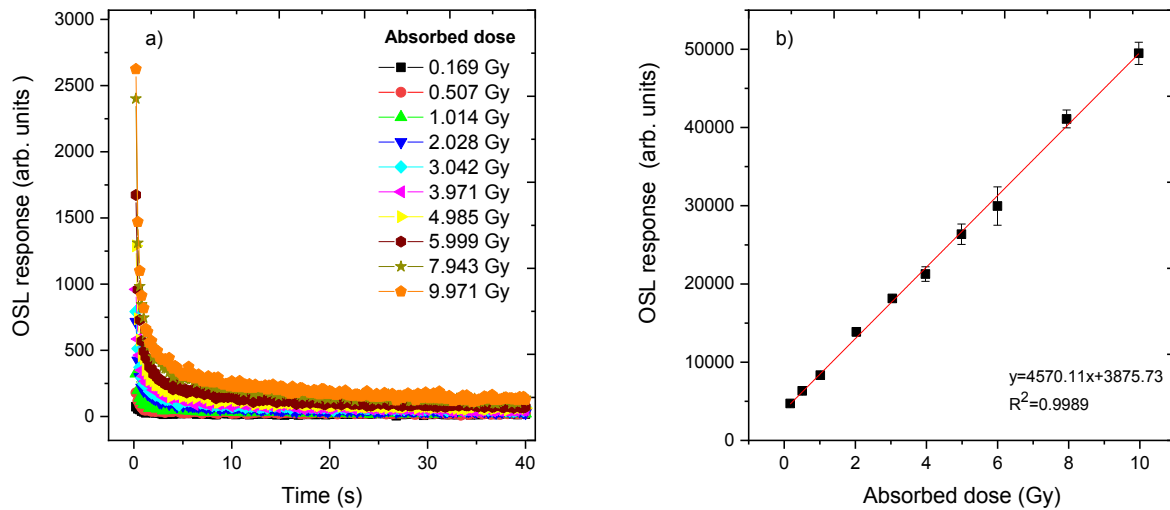 a)
Absorbed dose
0.169 Gy
0.507 Gy
1.014 Gy
2.028 Gy
3.042 Gy
3.971 Gy
4.985 Gy
5.999 Gy
7.943 Gy
9.971 Gy
3000
2500
2000
1500
1000
500
0
OSL response (arb. units )
0 10 20 30 40
Time (s)
b)
50000
40000
30000
20000
10000
0
OSL response (arb. units)
y=4570.11x+3875.73
R²=0.9989
0 2 4 6 8 10
Absorbed dose (Gy)